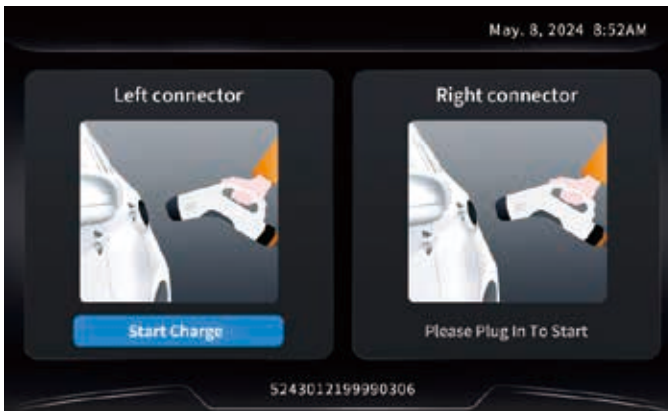 May. 8, 2024 8:52AM
Left connector
Right connector
Start Charge
Please Plug In To Start
5243012199990306